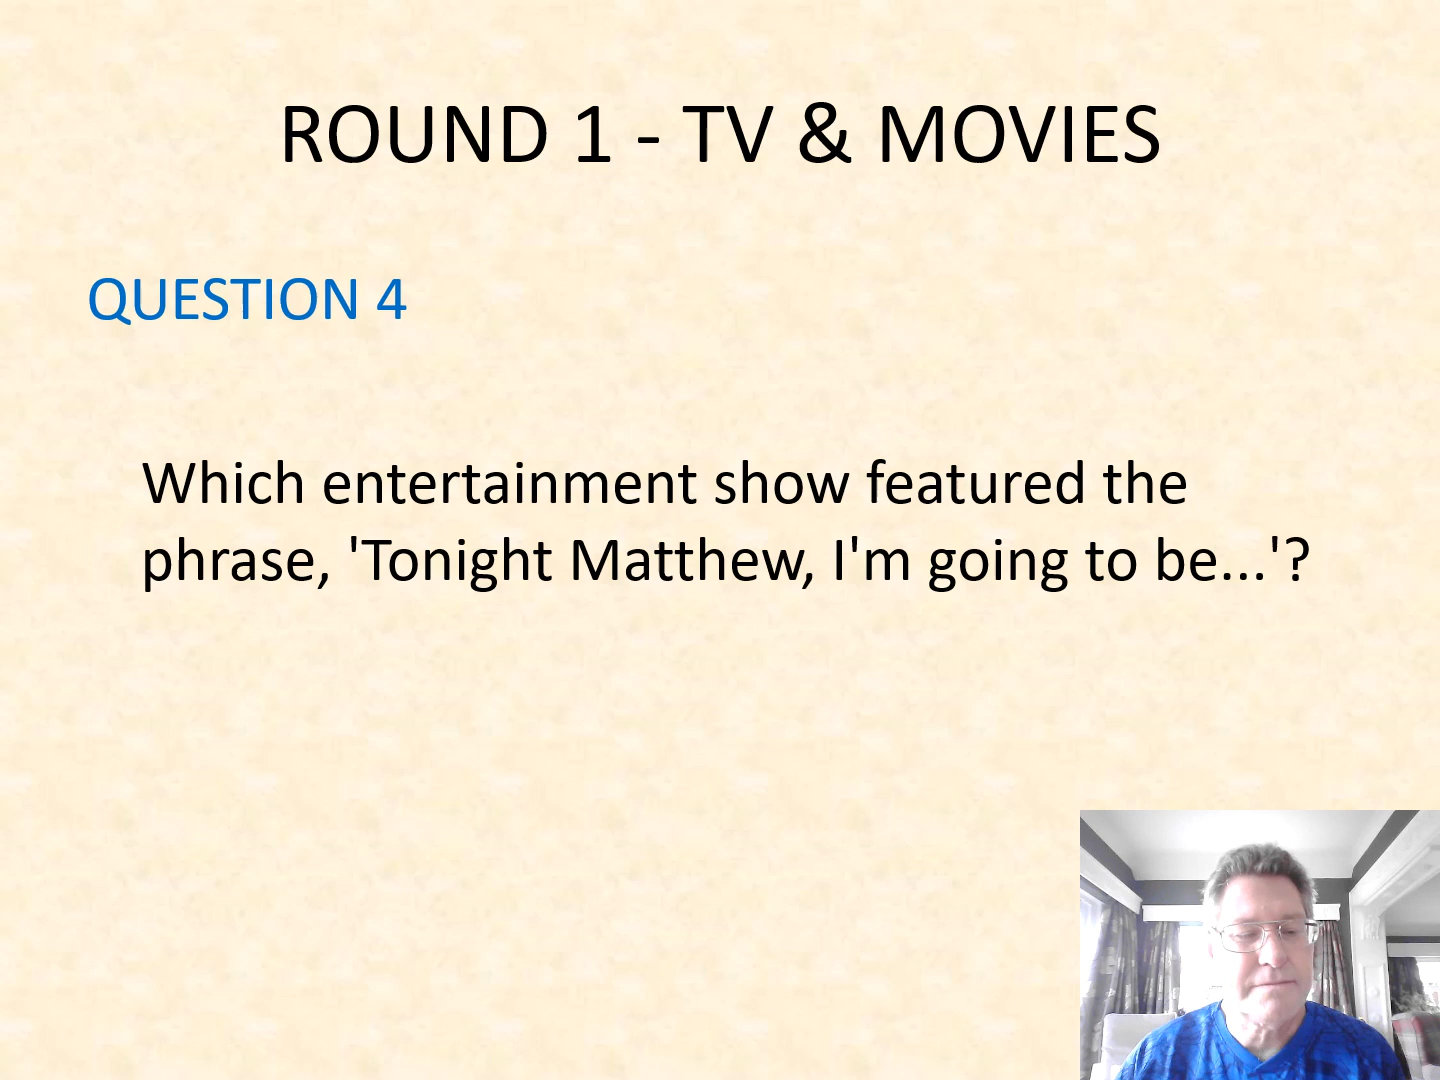 ROUND 1 - TV & MOVIES
QUESTION 4
Which entertainment show featured the
phrase, 'Tonight Matthew, I'm going to be...'?